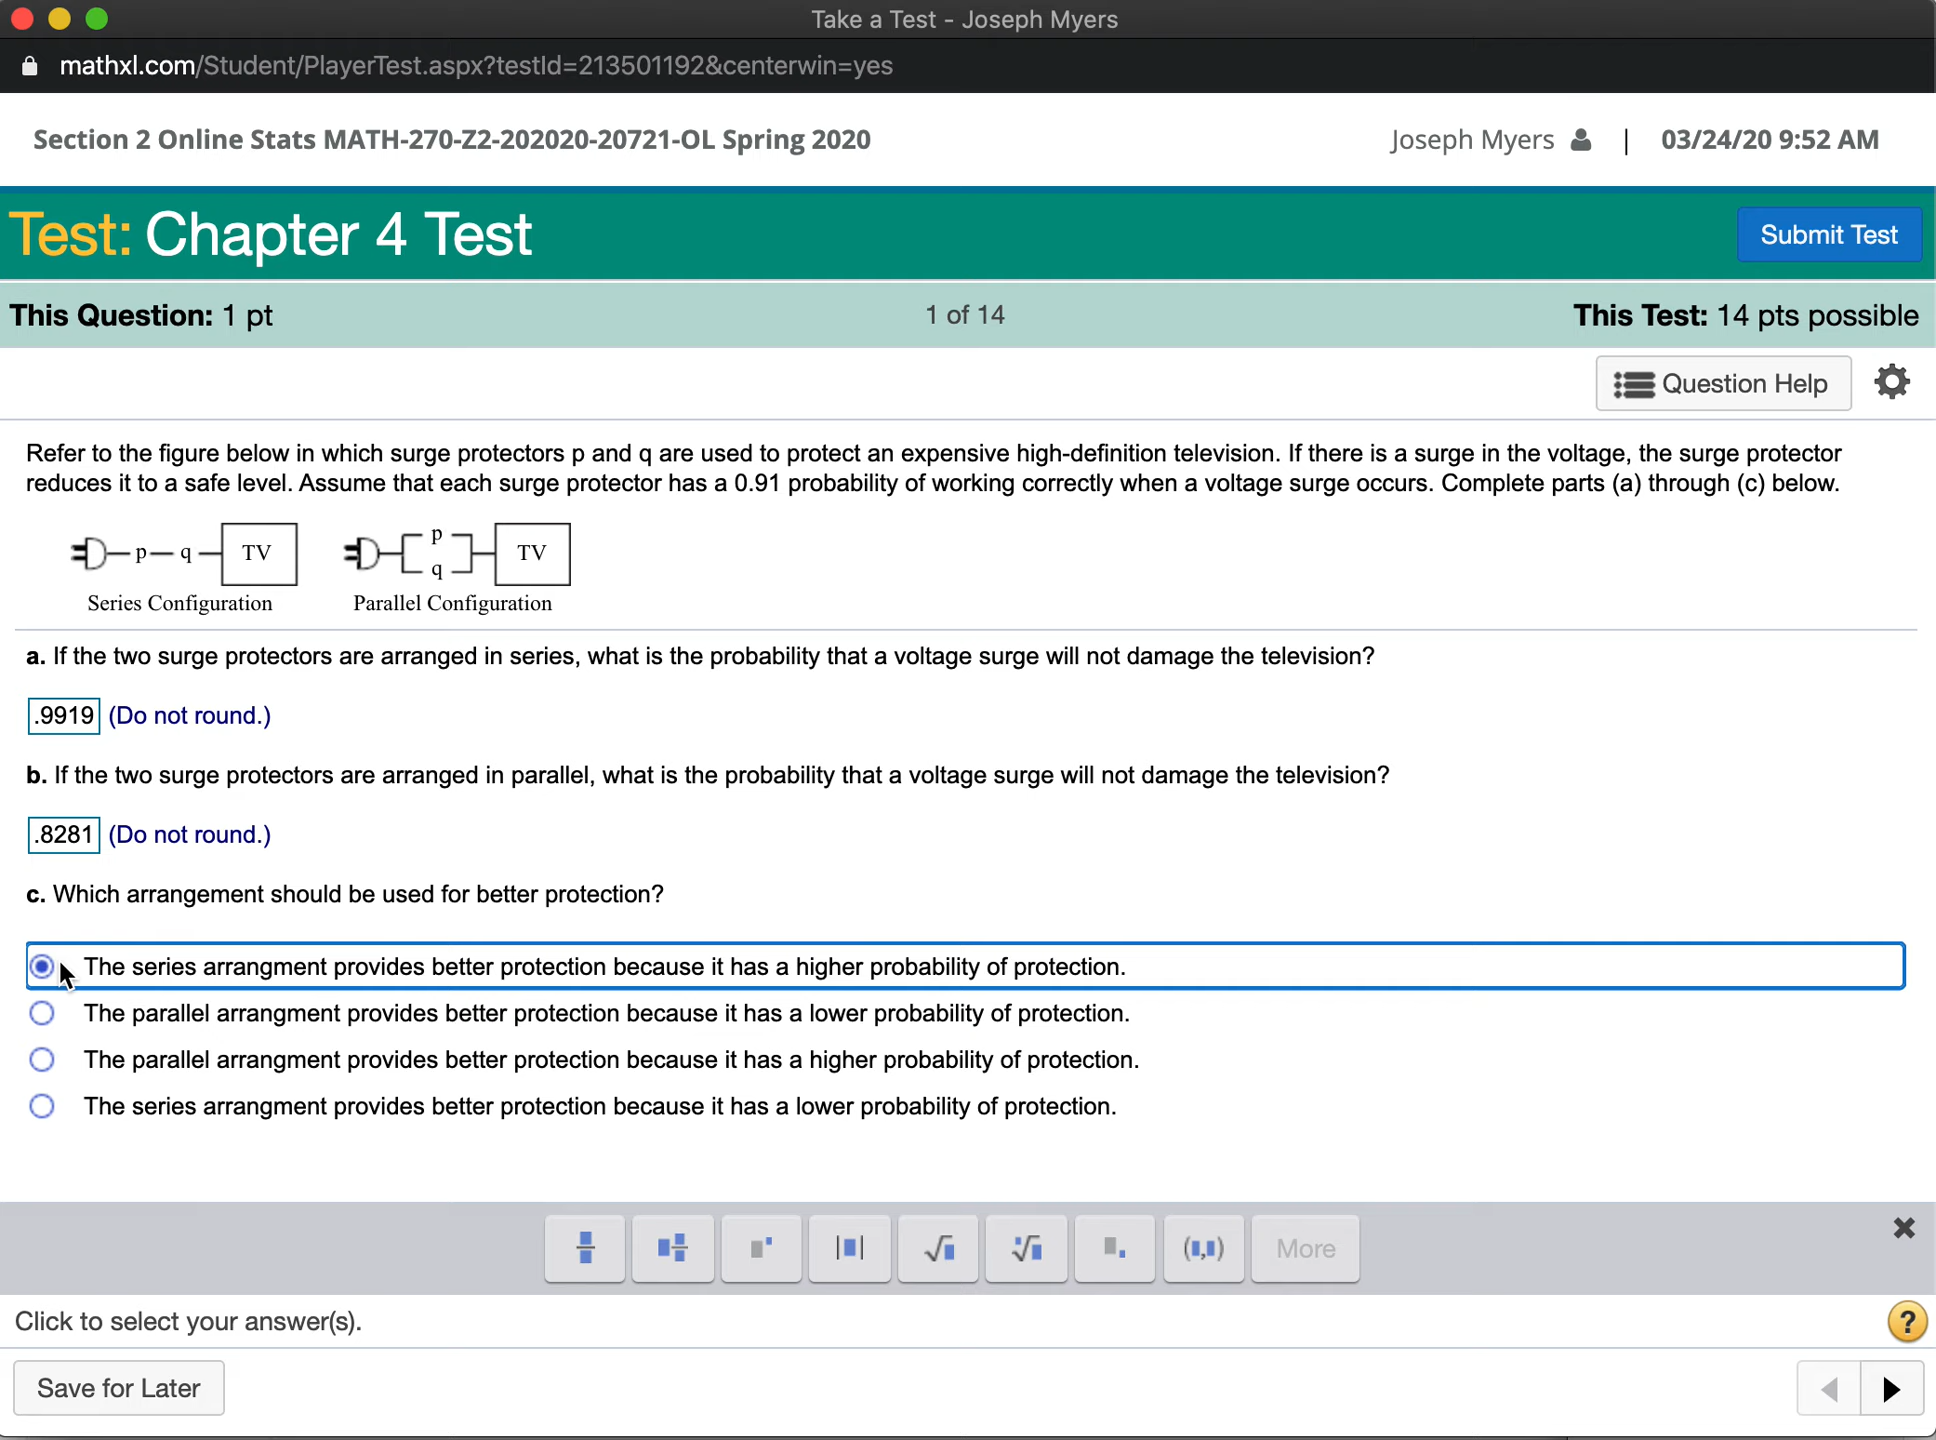 Take a Test - Joseph Myers
mathxl.com/Student/PlayerTest.aspx?testId=213501192&centerwin=yes
Section 2 Online Stats MATH-270-Z2-202020-20721-OL Spring 2020
Joseph Myers | 03/24/20 9:52 AM
Test: Chapter 4 Test
Submit Test
This Question: 1 pt
1 of 14
This Test: 14 pts possible
Question Help
Refer to the figure below in which surge protectors p and q are used to protect an expensive high-definition television. If there is a surge in the voltage, the surge protector
reduces it to a safe level. Assume that each surge protector has a 0.91 probability of working correctly when a voltage surge occurs. Complete parts (a) through (c) below.
p q TV
Series Configuration
p
q
TV
Parallel Configuration
a. If the two surge protectors are arranged in series, what is the probability that a voltage surge will not damage the television?
.9919 (Do not round.)
b. If the two surge protectors are arranged in parallel, what is the probability that a voltage surge will not damage the television?
.8281 (Do not round.)
c. Which arrangement should be used for better protection?
The series arrangment provides better protection because it has a higher probability of protection.
The parallel arrangment provides better protection because it has a lower probability of protection.
The parallel arrangment provides better protection because it has a higher probability of protection.
The series arrangment provides better protection because it has a lower probability of protection.
More
Click to select your answer(s).
?
Save for Later